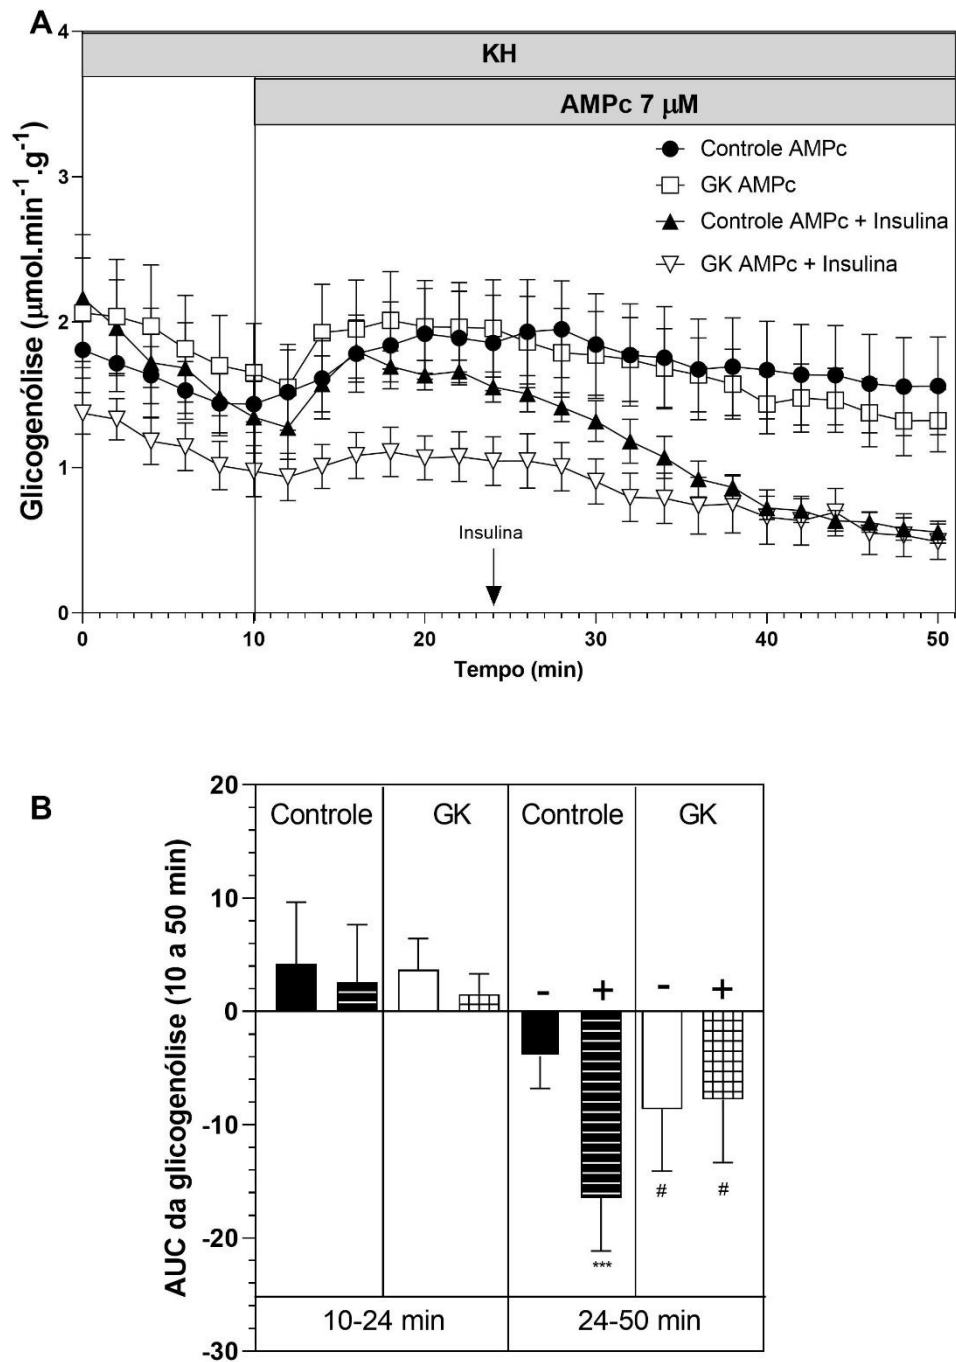 A
KH
AMPc 7 μM
Controle AMPc
GK AMPc
Controle AMPc + Insulina
GK AMPc + Insulina
Glicogenólise (μmol.min⁻¹.g⁻¹)
4
3
2
1
0
Insulina
0 10 20 30 40 50
Tempo (min)
B
AUC da glicogenólise (10 a 50 min)
20
10
0
-10
-20
-30
Controle GK Controle GK
- + - +
# #
***
10-24 min 24-50 min